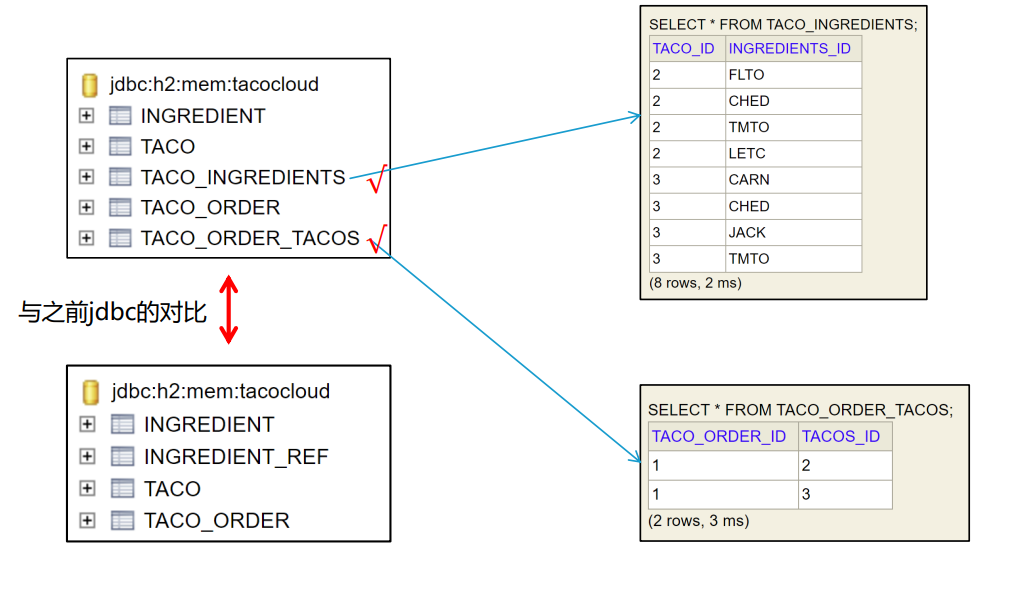 jdbc:h2:mem:tacocloud
INGREDIENT
TACO
TACO_INGREDIENTS √
TACO_ORDER
TACO_ORDER_TACOS √
与之前jdbc的对比
jdbc:h2:mem:tacocloud
INGREDIENT
INGREDIENT_REF
TACO
TACO_ORDER
SELECT * FROM TACO_INGREDIENTS;
TACO_ID INGREDIENTS_ID
2 FLTO
2 CHED
2 TMTO
2 LETC
3 CARN
3 CHED
3 JACK
3 TMTO
(8 rows, 2 ms)
SELECT * FROM TACO_ORDER_TACOS;
TACO_ORDER_ID TACOS_ID
1 2
1 3
(2 rows, 3 ms)